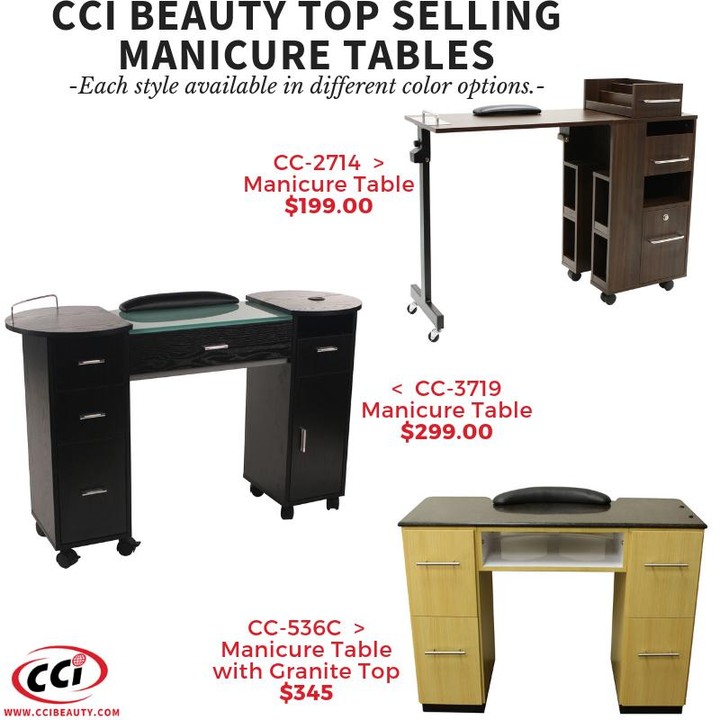 CCI BEAUTY TOP SELLING
MANICURE TABLES
-Each style available in different color options.-
CC-2714 >
Manicure Table
$199.00
< CC-3719
Manicure Table
$299.00
CC-536C >
Manicure Table
with Granite Top
$345
CCi
WWW.CCIBEAUTY.COM